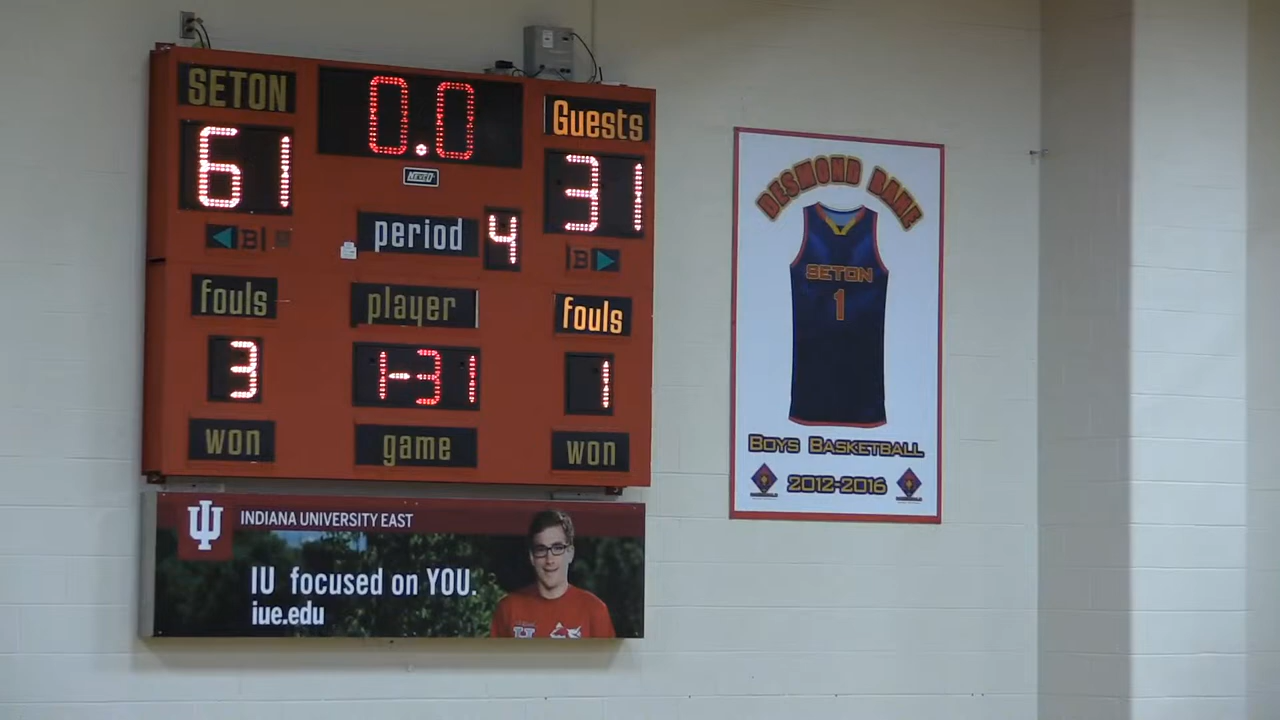 SETON
0.0
Guests
61
31
NEVCO
period
4
B
B
fouls
player
fouls
3
1-31
1
won
game
won
INDIANA UNIVERSITY EAST
IU focused on YOU.
iue.edu
DESMOND BANE
SETON
1
BOYS BASKETBALL
2012-2016